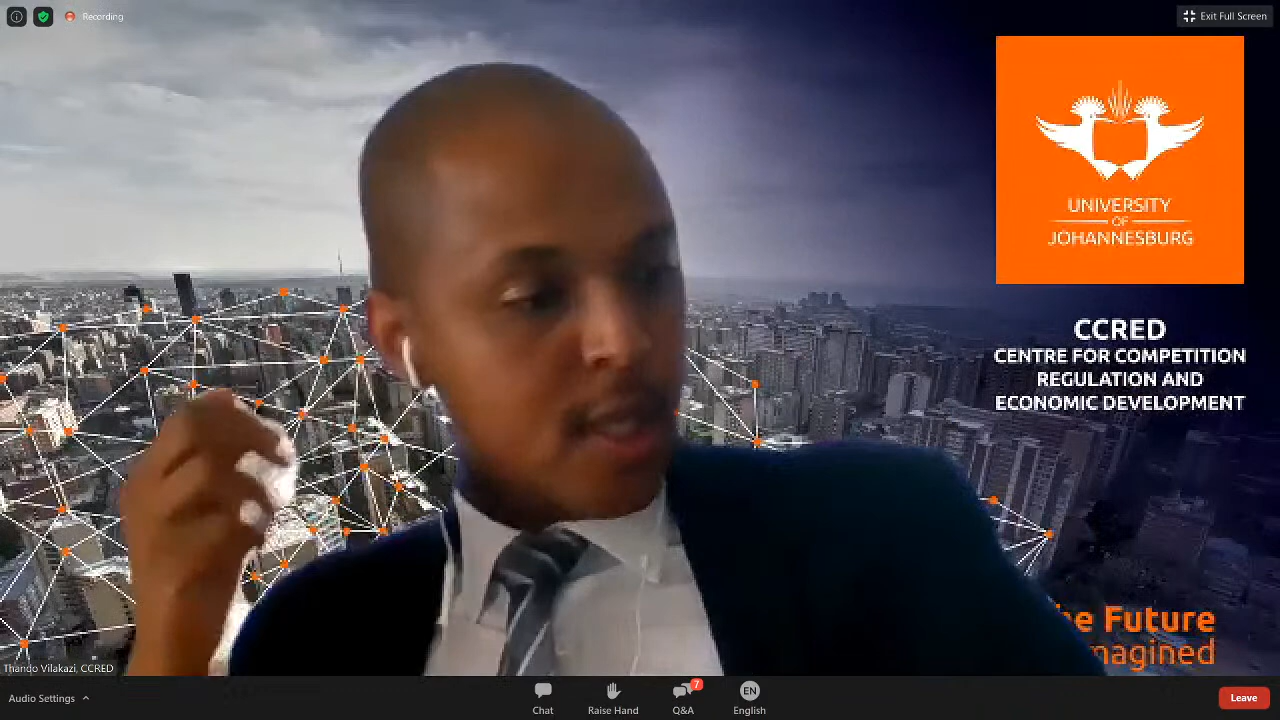 Recording
Exit Full Screen
UNIVERSITY
OF
JOHANNESBURG
CCRED
CENTRE FOR COMPETITION
REGULATION AND
ECONOMIC DEVELOPMENT
he Future
magined
Thando Vilakazi, CCRED
Audio Settings
Chat
Raise Hand
7
Q&A
EN
English
Leave